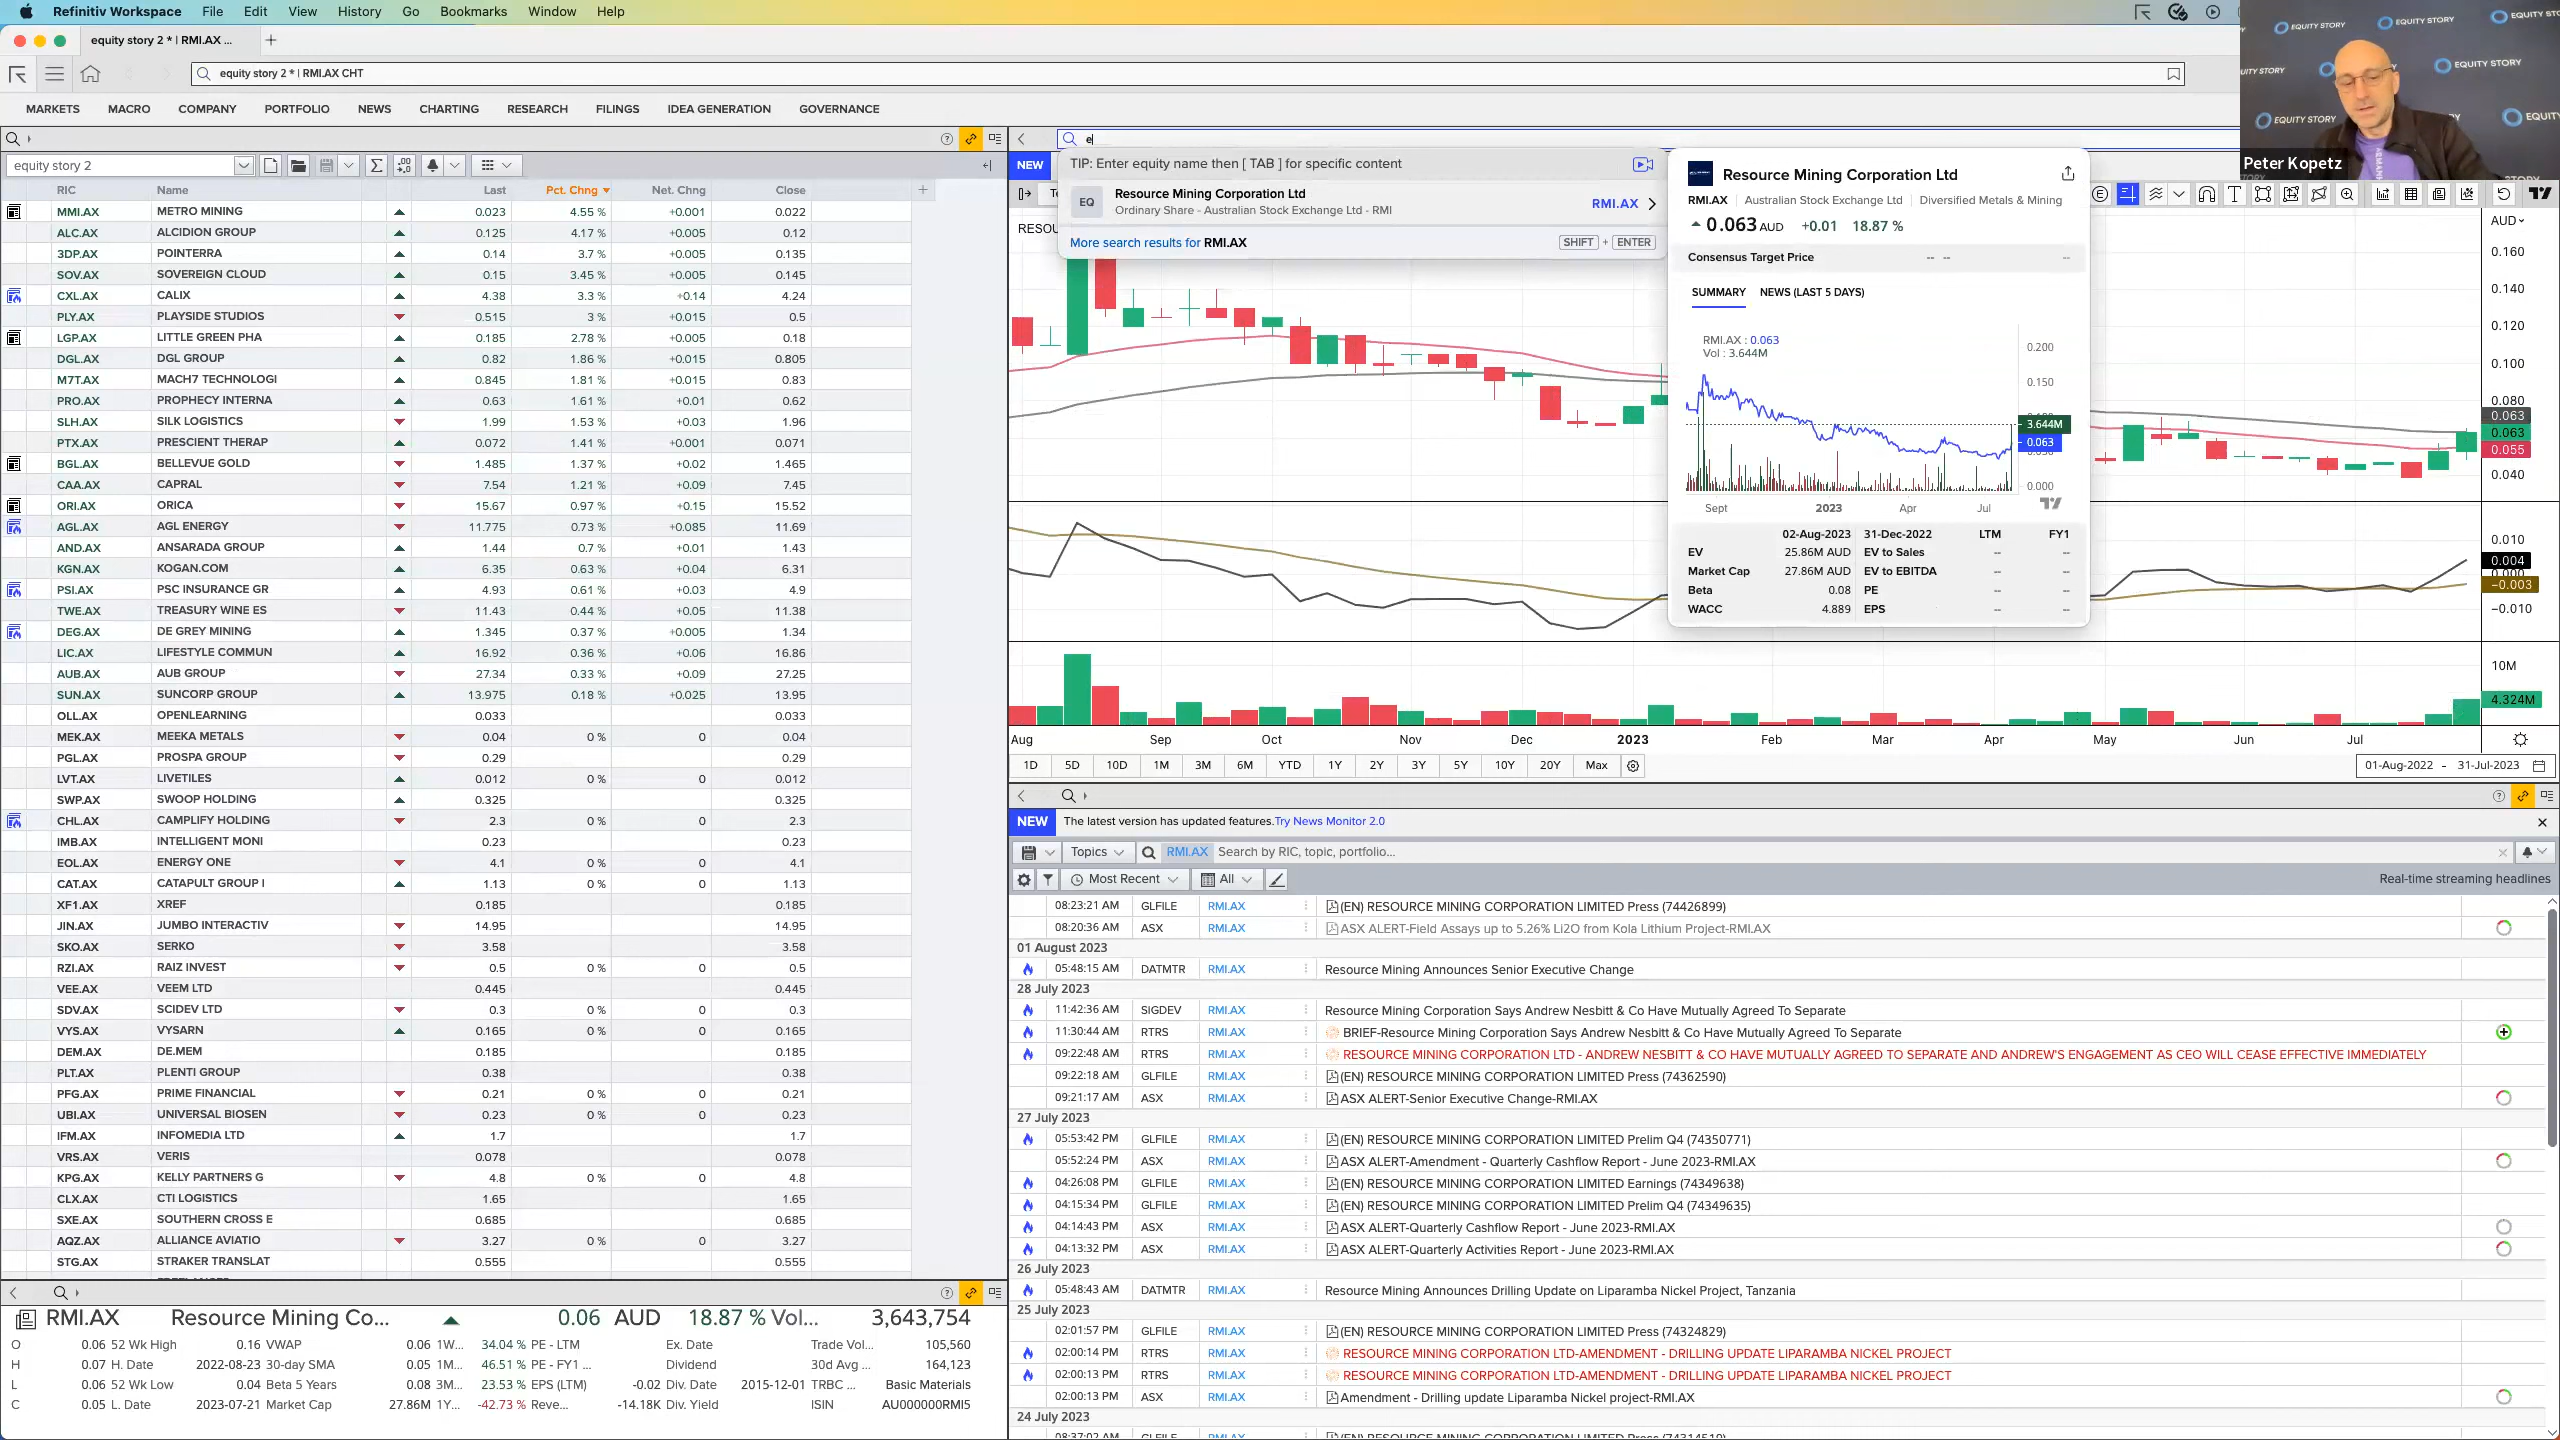 Refinitiv Workspace File Edit View History Go Bookmarks Window Help
equity story 2 * | RMI.AX ...
equity story 2 * | RMI.AX CHT
MARKETS MACRO COMPANY PORTFOLIO NEWS CHARTING RESEARCH FILINGS IDEA GENERATION GOVERNANCE
EQUITY STORY
EQUITY STORY
EQUITY STORY
EQUITY STORY
Peter Kopetz
equity story 2
RIC Name Last Pct. Chng Net. Chng Close
MMI.AX METRO MINING 0.023 4.55 % +0.001 0.022
ALC.AX ALCIDION GROUP 0.125 4.17 % +0.005 0.12
3DP.AX POINTERRA 0.14 3.7 % +0.005 0.135
SOV.AX SOVEREIGN CLOUD 0.15 3.45 % +0.005 0.145
CXL.AX CALIX 4.38 3.3 % +0.14 4.24
PLY.AX PLAYSIDE STUDIOS 0.515 3 % +0.015 0.5
LGP.AX LITTLE GREEN PHA 0.185 2.78 % +0.005 0.18
DGL.AX DGL GROUP 0.82 1.86 % +0.015 0.805
M7T.AX MACH7 TECHNOLOGI 0.845 1.81 % +0.015 0.83
PRO.AX PROPHECY INTERNA 0.63 1.61 % +0.01 0.62
SLH.AX SILK LOGISTICS 1.99 1.53 % +0.03 1.96
PTX.AX PRESCIENT THERAP 0.072 1.41 % +0.001 0.071
BGL.AX BELLEVUE GOLD 1.485 1.37 % +0.02 1.465
CAA.AX CAPRAL 7.54 1.21 % +0.09 7.45
ORI.AX ORICA 15.67 0.97 % +0.15 15.52
AGL.AX AGL ENERGY 11.775 0.73 % +0.085 11.69
AND.AX ANSARADA GROUP 1.44 0.7 % +0.01 1.43
KGN.AX KOGAN.COM 6.35 0.63 % +0.04 6.31
PSI.AX PSC INSURANCE GR 4.93 0.61 % +0.03 4.9
TWE.AX TREASURY WINE ES 11.43 0.44 % +0.05 11.38
DEG.AX DE GREY MINING 1.345 0.37 % +0.005 1.34
LIC.AX LIFESTYLE COMMUN 16.92 0.36 % +0.06 16.86
AUB.AX AUB GROUP 27.34 0.33 % +0.09 27.25
SUN.AX SUNCORP GROUP 13.975 0.18 % +0.025 13.95
OLL.AX OPENLEARNING 0.033 0.033
MEK.AX MEEKA METALS 0.04 0 % 0 0.04
PGL.AX PROSPA GROUP 0.29 0.29
LVT.AX LIVETILES 0.012 0 % 0 0.012
SWP.AX SWOOP HOLDING 0.325 0.325
CHL.AX CAMPLIFY HOLDING 2.3 0 % 0 2.3
IMB.AX INTELLIGENT MONI 0.23 0.23
EOL.AX ENERGY ONE 4.1 0 % 0 4.1
CAT.AX CATAPULT GROUP I 1.13 0 % 0 1.13
XF1.AX XREF 0.185 0.185
JIN.AX JUMBO INTERACTIV 14.95 14.95
SKO.AX SERKO 3.58 3.58
RZI.AX RAIZ INVEST 0.5 0 % 0 0.5
VEE.AX VEEM LTD 0.445 0.445
SDV.AX SCIDEV LTD 0.3 0 % 0 0.3
VYS.AX VYSARN 0.165 0 % 0 0.165
DEM.AX DE.MEM 0.185 0.185
PLT.AX PLENTI GROUP 0.38 0.38
PFG.AX PRIME FINANCIAL 0.21 0 % 0 0.21
UBI.AX UNIVERSAL BIOSEN 0.23 0 % 0 0.23
IFM.AX INFOMEDIA LTD 1.7 1.7
VRS.AX VERIS 0.078 0.078
KPG.AX KELLY PARTNERS G 4.8 0 % 0 4.8
CLX.AX CTI LOGISTICS 1.65 1.65
SXE.AX SOUTHERN CROSS E 0.685 0.685
AQZ.AX ALLIANCE AVIATIO 3.27 0 % 0 3.27
STG.AX STRAKER TRANSLAT 0.555 0.555
RMI.AX Resource Mining Co... 0.06 AUD 18.87 % Vol... 3,643,754
O 0.06 52 Wk High 0.16 VWAP 0.06 1W... 34.04 % PE - LTM Ex. Date Trade Vol... 105,560
H 0.07 H. Date 2022-08-23 30-day SMA 0.05 1M... 46.51 % PE - FY1 ... Dividend 30d Avg ... 164,123
L 0.06 52 Wk Low 0.04 Beta 5 Years 0.08 3M... 23.53 % EPS (LTM) -0.02 Div. Date 2015-12-01 TRBC ... Basic Materials
C 0.05 L. Date 2023-07-21 Market Cap 27.86M 1Y... -42.73 % Reve... -14.18K Div. Yield ISIN AU000000RMI5
e
NEW
TIP: Enter equity name then [ TAB ] for specific content
EQ Resource Mining Corporation Ltd RMI.AX
Ordinary Share - Australian Stock Exchange Ltd - RMI
More search results for RMI.AX SHIFT + ENTER
RESOU
Resource Mining Corporation Ltd
RMI.AX Australian Stock Exchange Ltd Diversified Metals & Mining
0.063 AUD +0.01 18.87 %
Consensus Target Price -- -- --
SUMMARY NEWS (LAST 5 DAYS)
RMI.AX : 0.063
Vol : 3.644M
0.200
0.150
3.644M
0.063
0.000
Sept 2023 Apr Jul
02-Aug-2023 31-Dec-2022 LTM FY1
EV 25.86M AUD EV to Sales -- --
Market Cap 27.86M AUD EV to EBITDA -- --
Beta 0.08 PE -- --
WACC 4.889 EPS -- --
AUD
0.160
0.140
0.120
0.100
0.080
0.063
0.063
0.055
0.040
0.010
0.004
-0.003
-0.010
10M
4.324M
Aug Sep Oct Nov Dec 2023 Feb Mar Apr May Jun Jul
1D 5D 10D 1M 3M 6M YTD 1Y 2Y 3Y 5Y 10Y 20Y Max 01-Aug-2022 - 31-Jul-2023
NEW The latest version has updated features.Try News Monitor 2.0
Topics RMI.AX Search by RIC, topic, portfolio...
Most Recent All Real-time streaming headlines
08:23:21 AM GLFILE RMI.AX (EN) RESOURCE MINING CORPORATION LIMITED Press (74426899)
08:20:36 AM ASX RMI.AX ASX ALERT-Field Assays up to 5.26% Li2O from Kola Lithium Project-RMI.AX
01 August 2023
05:48:15 AM DATMTR RMI.AX Resource Mining Announces Senior Executive Change
28 July 2023
11:42:36 AM SIGDEV RMI.AX Resource Mining Corporation Says Andrew Nesbitt & Co Have Mutually Agreed To Separate
11:30:44 AM RTRS RMI.AX BRIEF-Resource Mining Corporation Says Andrew Nesbitt & Co Have Mutually Agreed To Separate
09:22:48 AM RTRS RMI.AX RESOURCE MINING CORPORATION LTD - ANDREW NESBITT & CO HAVE MUTUALLY AGREED TO SEPARATE AND ANDREW'S ENGAGEMENT AS CEO WILL CEASE EFFECTIVE IMMEDIATELY
09:22:18 AM GLFILE RMI.AX (EN) RESOURCE MINING CORPORATION LIMITED Press (74362590)
09:21:17 AM ASX RMI.AX ASX ALERT-Senior Executive Change-RMI.AX
27 July 2023
05:53:42 PM GLFILE RMI.AX (EN) RESOURCE MINING CORPORATION LIMITED Prelim Q4 (74350771)
05:52:24 PM ASX RMI.AX ASX ALERT-Amendment - Quarterly Cashflow Report - June 2023-RMI.AX
04:26:08 PM GLFILE RMI.AX (EN) RESOURCE MINING CORPORATION LIMITED Earnings (74349638)
04:15:34 PM GLFILE RMI.AX (EN) RESOURCE MINING CORPORATION LIMITED Prelim Q4 (74349635)
04:14:43 PM ASX RMI.AX ASX ALERT-Quarterly Cashflow Report - June 2023-RMI.AX
04:13:32 PM ASX RMI.AX ASX ALERT-Quarterly Activities Report - June 2023-RMI.AX
26 July 2023
05:48:43 AM DATMTR RMI.AX Resource Mining Announces Drilling Update on Liparamba Nickel Project, Tanzania
25 July 2023
02:01:57 PM GLFILE RMI.AX (EN) RESOURCE MINING CORPORATION LIMITED Press (74324829)
02:00:14 PM RTRS RMI.AX RESOURCE MINING CORPORATION LTD-AMENDMENT - DRILLING UPDATE LIPARAMBA NICKEL PROJECT
02:00:13 PM RTRS RMI.AX RESOURCE MINING CORPORATION LTD-AMENDMENT - DRILLING UPDATE LIPARAMBA NICKEL PROJECT
02:00:13 PM ASX RMI.AX Amendment - Drilling update Liparamba Nickel project-RMI.AX
24 July 2023